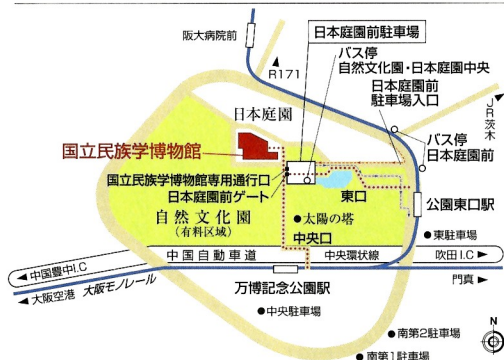 阪大病院前
日本庭園前駐車場
バス停
自然文化園・日本庭園中央
日本庭園前
駐車場入口
R171
JR茨木
日本庭園
バス停
日本庭園前
国立民族学博物館
国立民族学博物館専用通行口
日本庭園前ゲート
東口
公園東口駅
自然文化園
(有料区域)
●太陽の塔
●東駐車場
中央口
中国自動車道
中央環状線
吹田I.C
中国豊中I.C
大阪空港
大阪モノレール
門真
万博記念公園駅
●中央駐車場
N
●南第2駐車場
●南第1駐車場